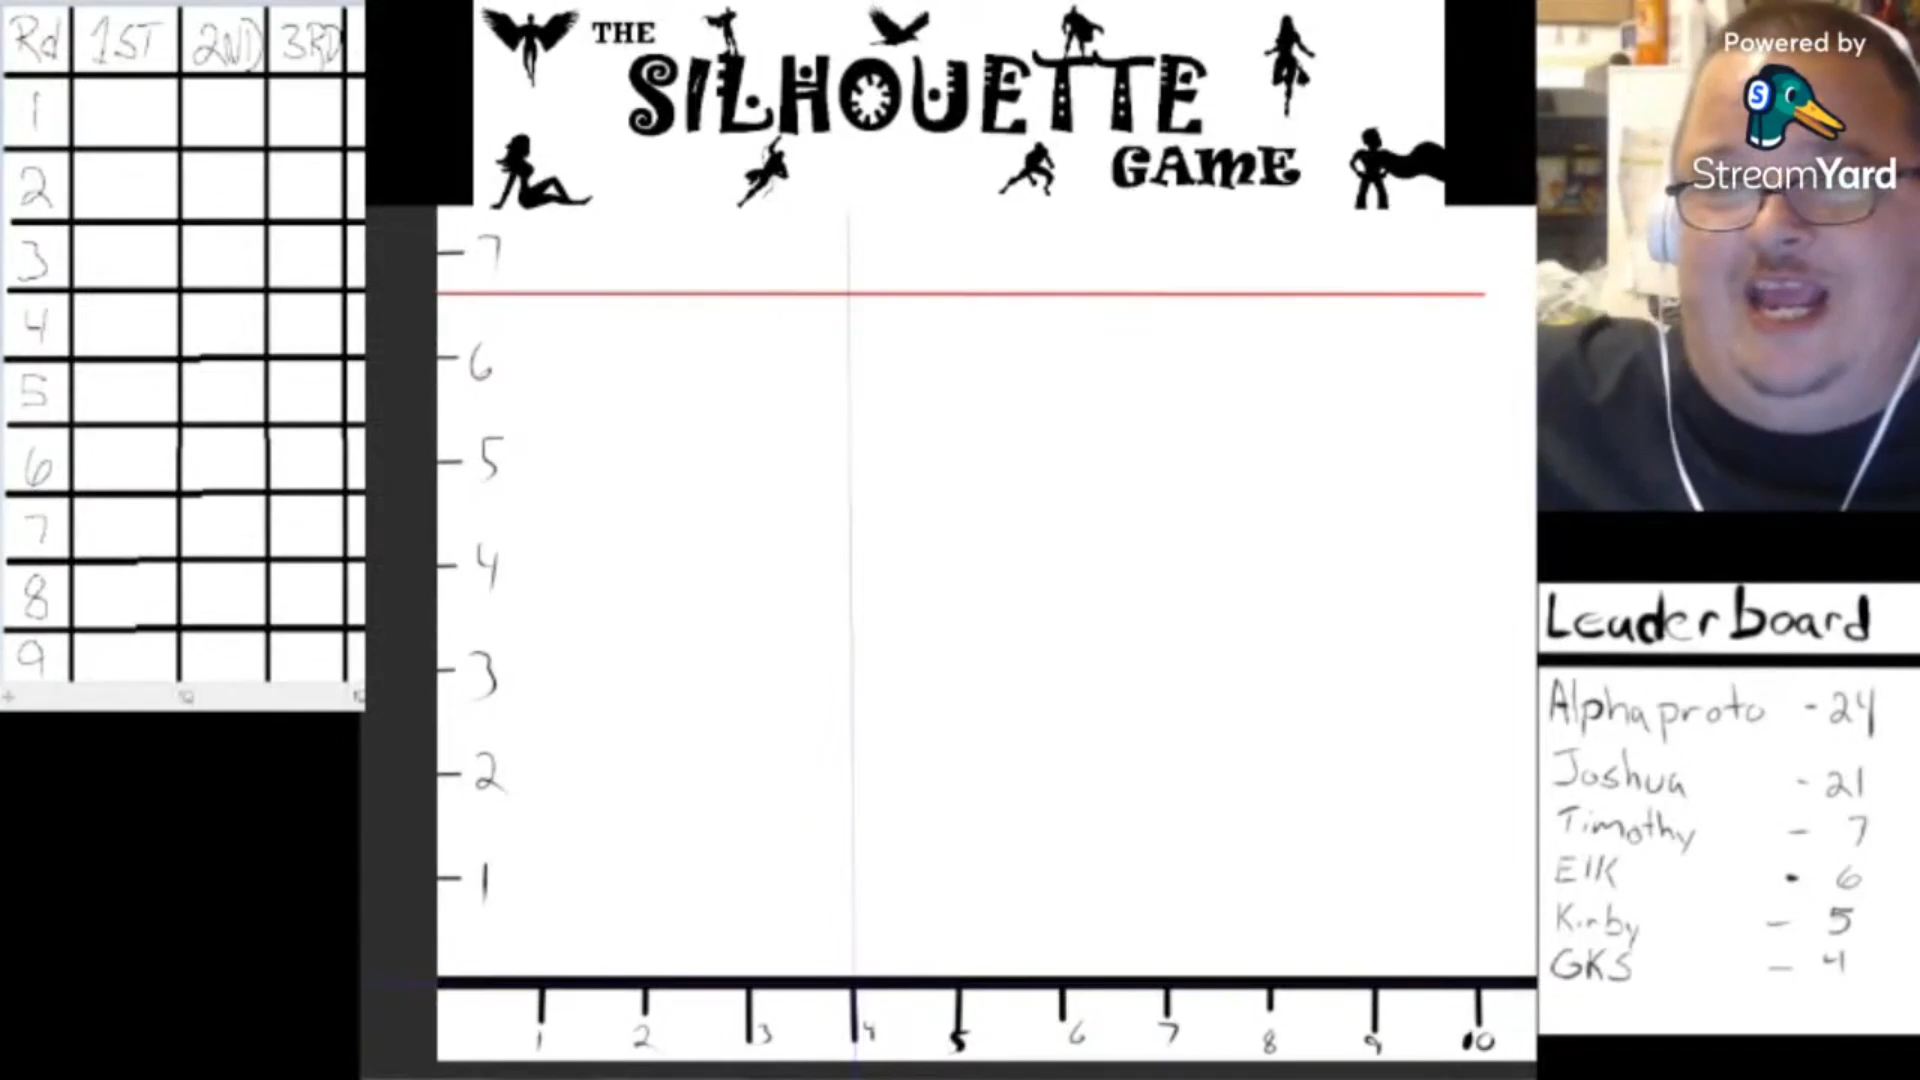 Rd 1ST 2ND 3RD
1
2
3
4
5
6
7
8
9
THE
SILHOUETTE
GAME
7
6
5
4
3
2
1
1 2 3 4 5 6 7 8 9 10
Powered by
S
StreamYard
Leaderboard
Alphaproto - 24
Joshua - 21
Timothy - 7
Elk - 6
Kirby - 5
GKS - 4